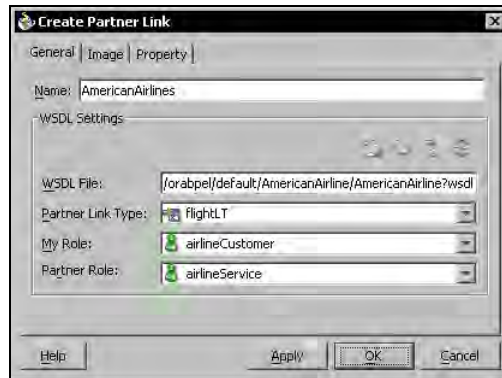 Create Partner Link
General Image Property
Name: AmericanAirlines
WSDL Settings
WSDL File: /orabpel/default/AmericanAirline/AmericanAirline?wsdl
Partner Link Type: flightLT
My Role: airlineCustomer
Partner Role: airlineService
Help Apply OK Cancel